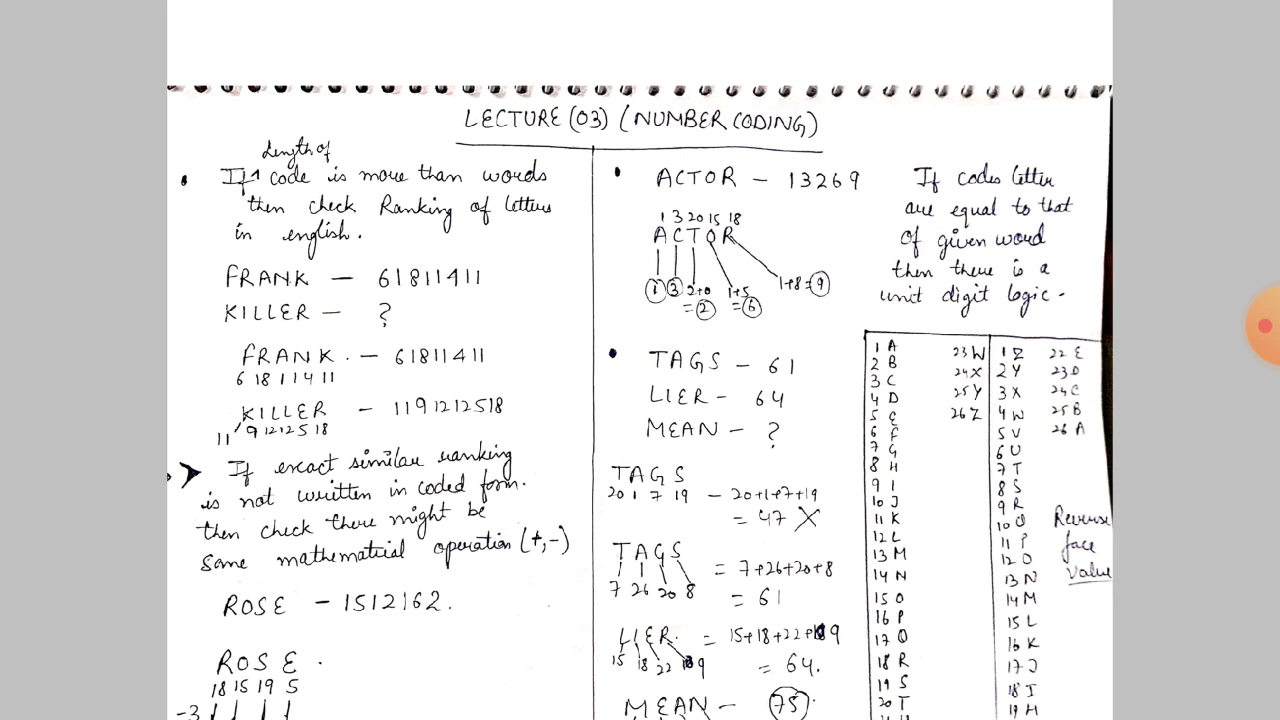 LECTURE (03) (NUMBER CODING)
Length of
If code is more than words
then check Ranking of letters
in english.
FRANK - 61811411
KILLER - ?
FRANK. - 61811411
6 18 1 14 11
KILLER - 1191212518
11 9 12 12 5 18
If exact similar ranking
is not written in coded form.
then check there might be
some mathematical operation (+,-)
ROSE - 1512162.
ROSE.
18 15 19 5
-3
ACTOR - 13269
1 3 20 15 18
ACTOR
1 3 2+0 1+5 1+8=9
=2 =6
TAGS - 61
LIER - 64
MEAN - ?
TAGS
20 1 7 19 - 20+1+7+19
= 47 X
TAGS
7 26 20 8 = 7+26+20+8
= 61
LIER. = 15+18+22+9
15 18 22 9
= 64.
MEAN - 75.
If codes letter
are equal to that
of given word
then there is a
unit digit logic.
1 A
2 B
3 C
4 D
5 E
6 F
7 G
8 H
9 I
10 J
11 K
12 L
13 M
14 N
15 O
16 P
17 Q
18 R
19 S
20 T
23 W
24 X
25 Y
26 Z
1 Z
2 Y
3 X
4 W
5 V
6 U
7 T
8 S
9 R
10 Q
11 P
12 O
13 N
14 M
15 L
16 K
17 J
18 I
19 H
22 E
23 D
24 C
25 B
26 A
Reverse
face
value